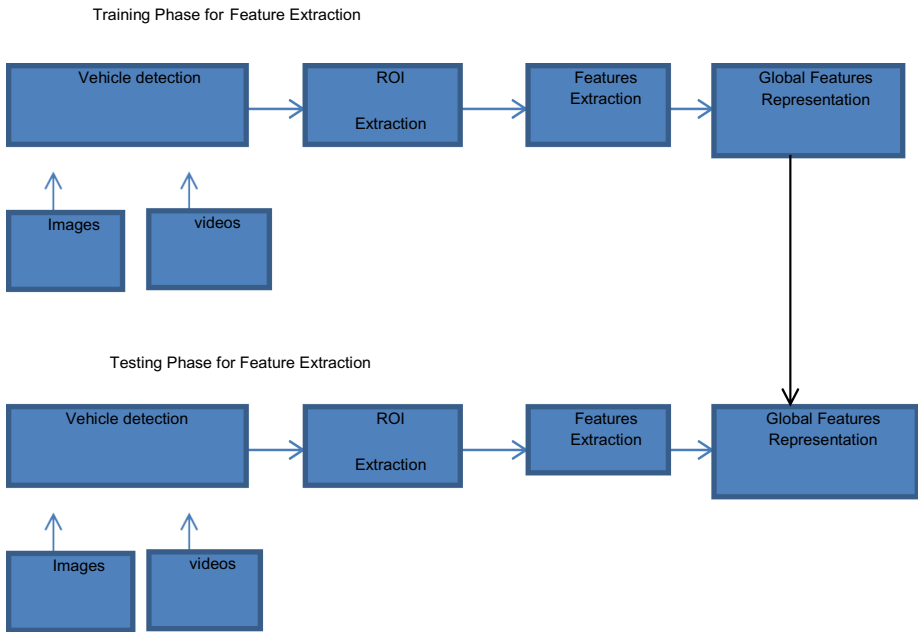 Training Phase for Feature Extraction
Vehicle detection
ROI
Extraction
Features
Extraction
Global Features
Representation
Images
videos
Testing Phase for Feature Extraction
Vehicle detection
ROI
Extraction
Features
Extraction
Global Features
Representation
Images
videos